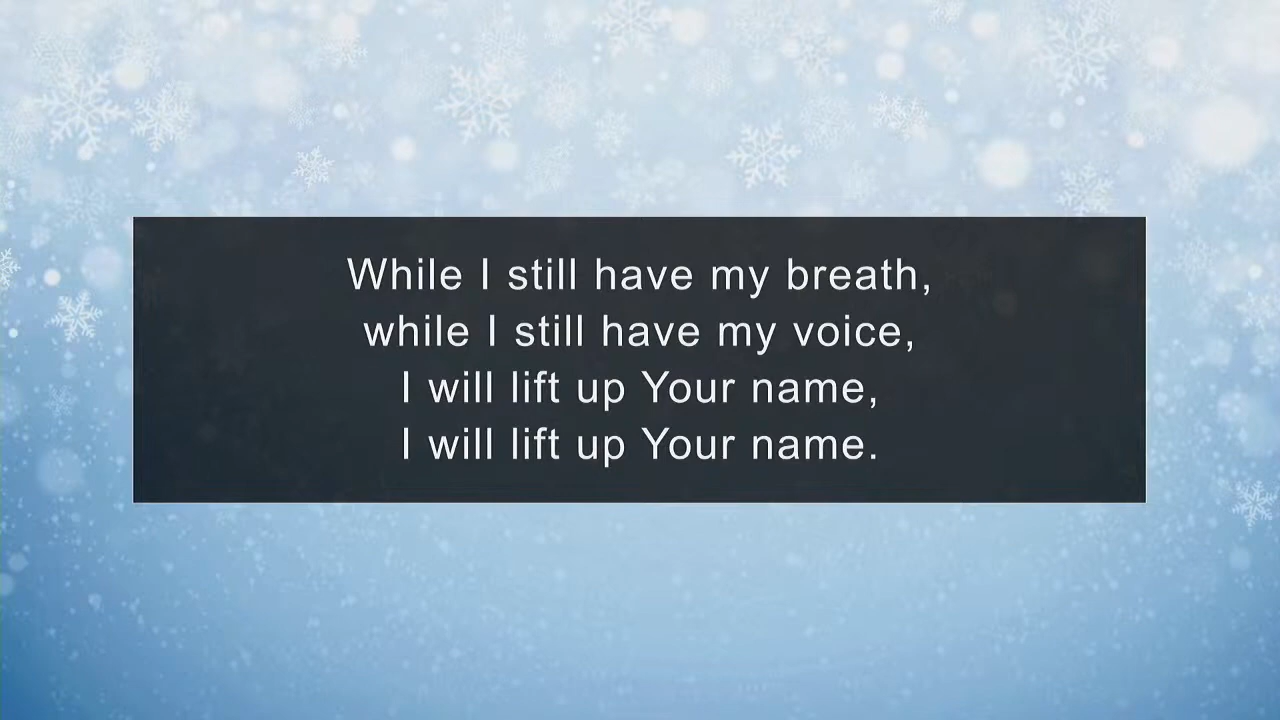 While I still have my breath,
while I still have my voice,
I will lift up Your name,
I will lift up Your name.